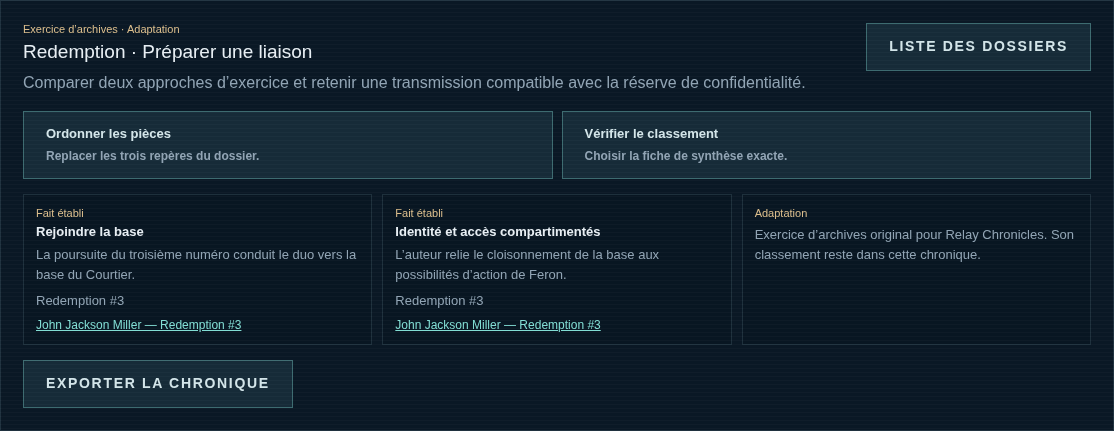 Exercice d'archives · Adaptation
Redemption · Préparer une liaison
LISTE DES DOSSIERS
Comparer deux approches d'exercice et retenir une transmission compatible avec la réserve de confidentialité.
Ordonner les pièces
Replacer les trois repères du dossier.
Vérifier le classement
Choisir la fiche de synthèse exacte.
Fait établi
Rejoindre la base
La poursuite du troisième numéro conduit le duo vers la
base du Courtier.
Redemption #3
John Jackson Miller — Redemption #3
Fait établi
Identité et accès compartimentés
L'auteur relie le cloisonnement de la base aux
possibilités d'action de Feron.
Redemption #3
John Jackson Miller — Redemption #3
Adaptation
Exercice d'archives original pour Relay Chronicles. Son
classement reste dans cette chronique.
EXPORTER LA CHRONIQUE